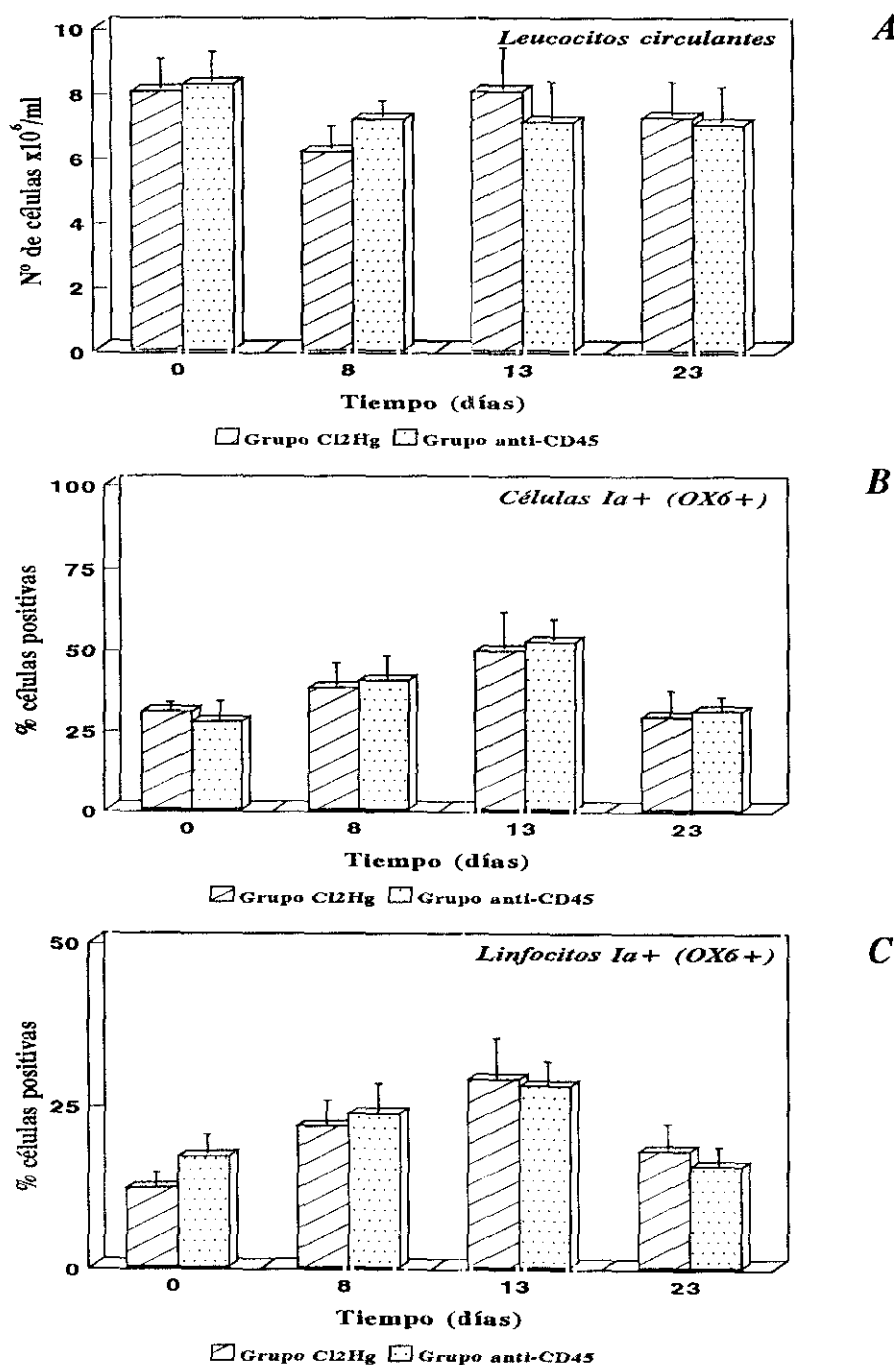 A
Leucocitos circulantes
Nº de células x10⁶/ml
10
8
6
4
2
0
0 8 13 23
Tiempo (días)
Grupo Cl2Hg Grupo anti-CD45
B
Células Ia+ (OX6+)
% células positivas
100
75
50
25
0
0 8 13 23
Tiempo (días)
Grupo Cl2Hg Grupo anti-CD45
C
Linfocitos Ia+ (OX6+)
% células positivas
50
25
0
0 8 13 23
Tiempo (días)
Grupo Cl2Hg Grupo anti-CD45